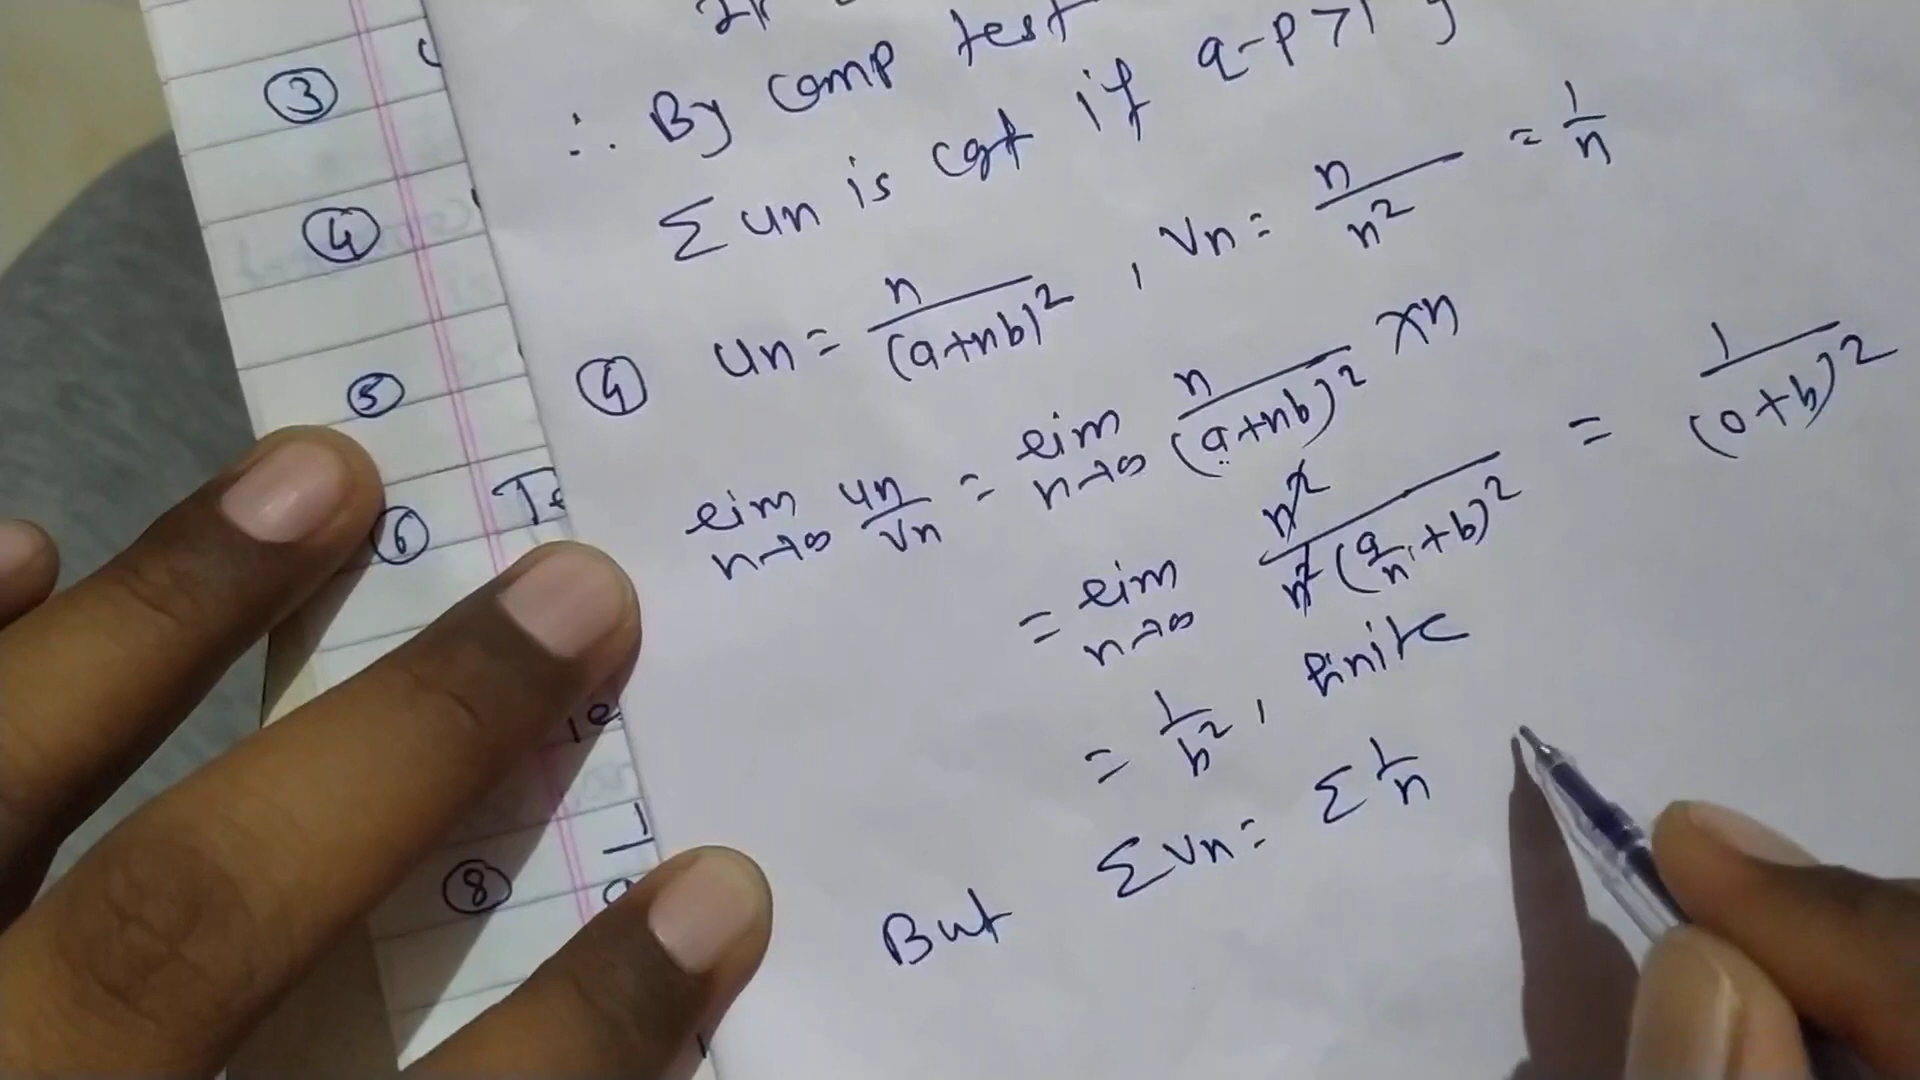 ∴ By comp test
Σ un is cgt if q-p>1
④ un = n/(a+nb)², vn = n/n² = 1/n
lim n→∞ un/vn = lim n→∞ n/(a+nb)² × n
= lim n→∞ n²/n²(a/n+b)² = 1/(0+b)²
= 1/b², finite
But Σvn = Σ 1/n
③
④
⑤
⑥ Te
⑧